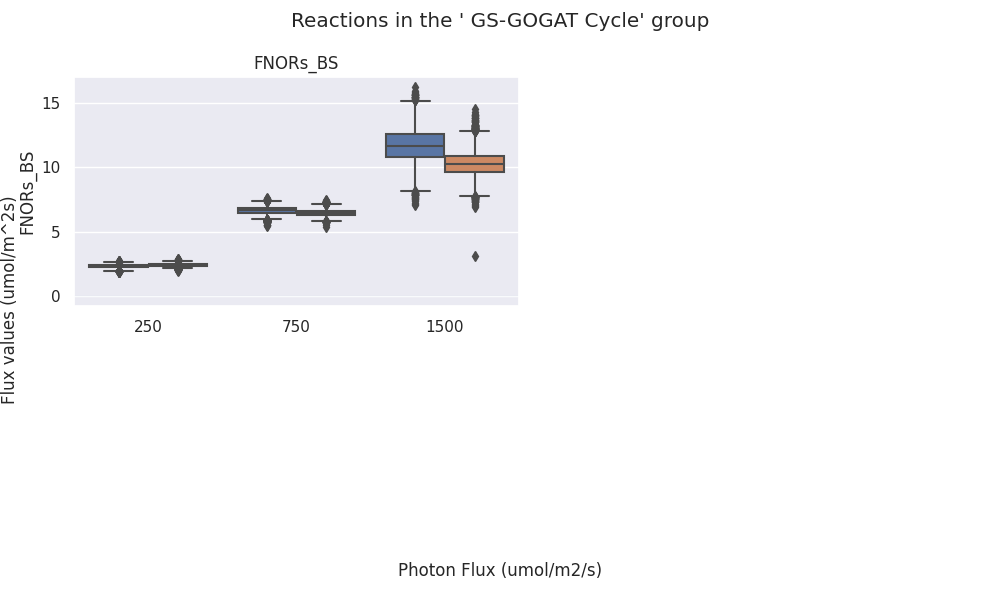 Reactions in the ' GS-GOGAT Cycle' group
FNORs_BS
15
10
5
0
FNORs_BS
Flux values (umol/m^2s)
250
750
1500
Photon Flux (umol/m2/s)